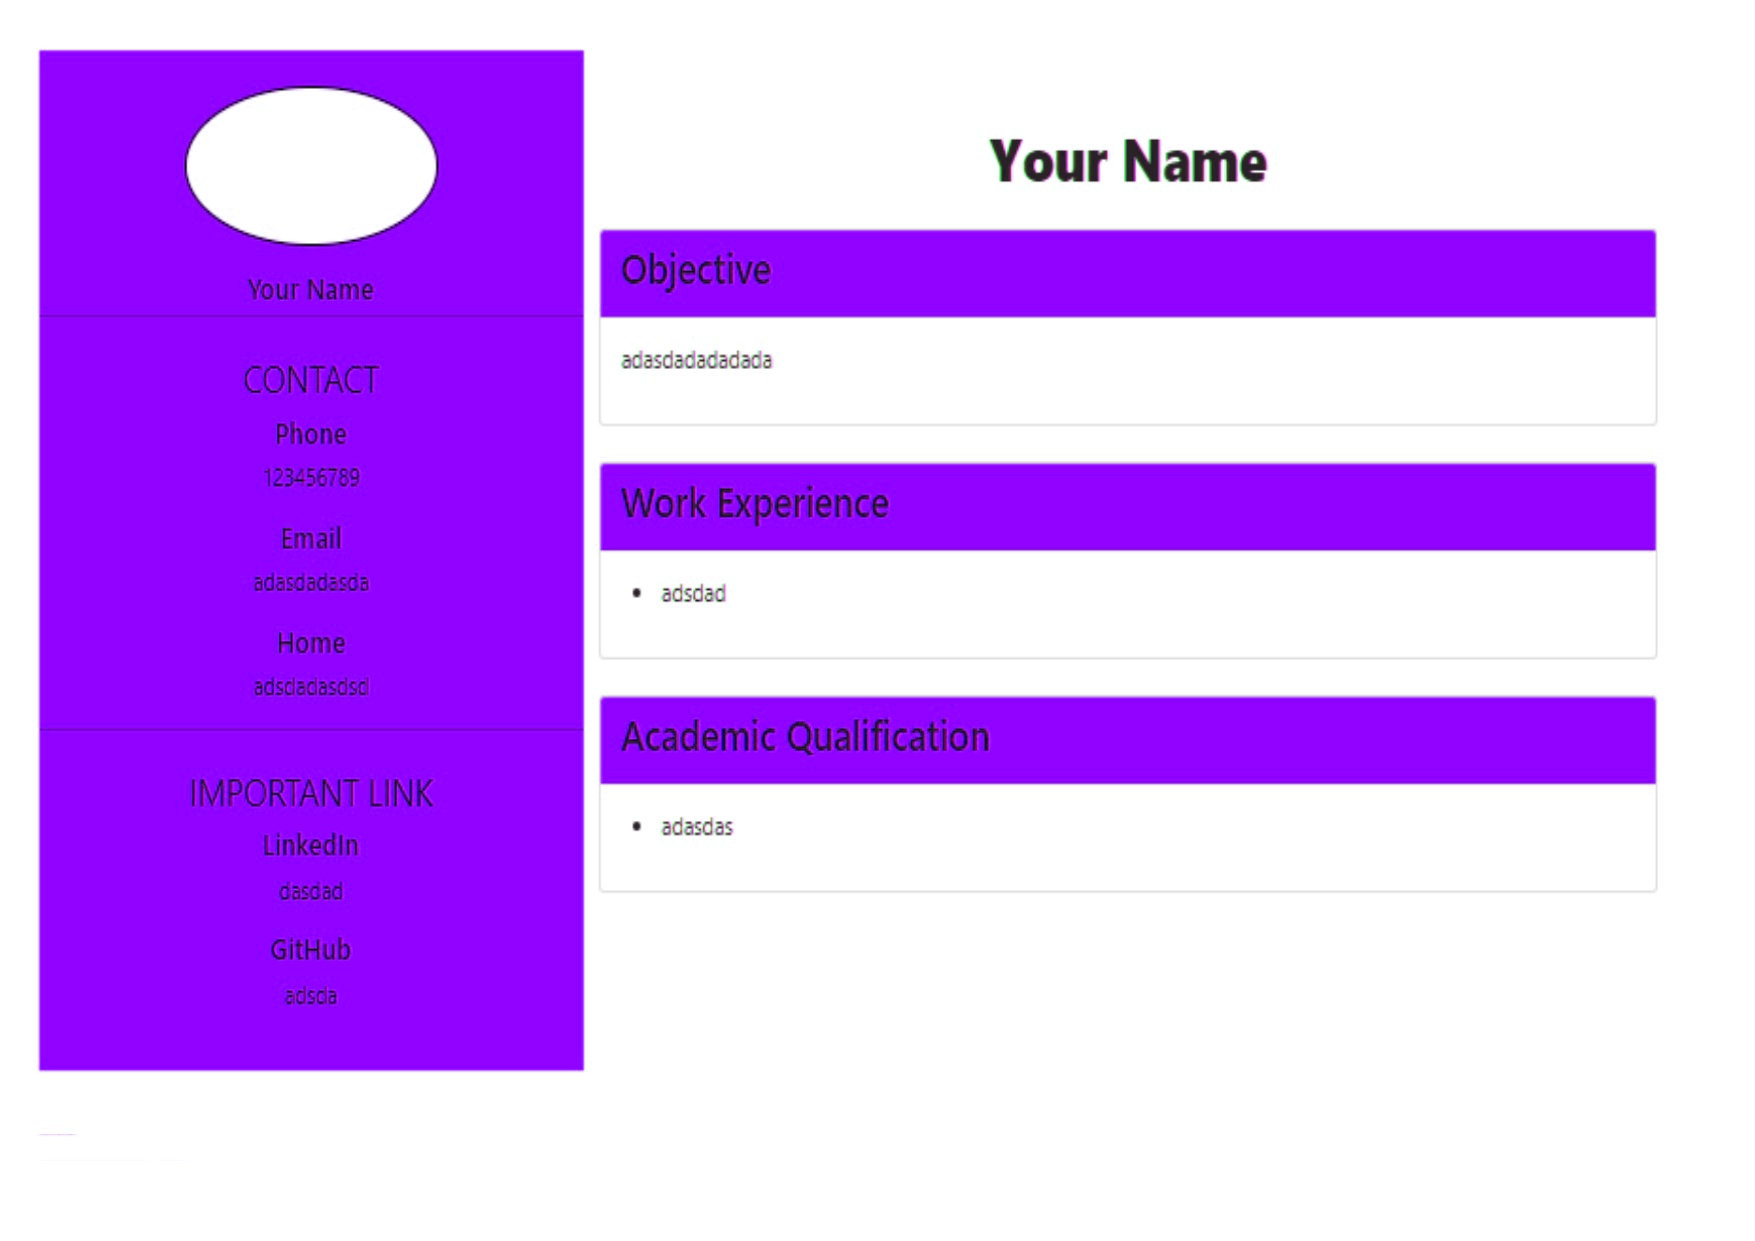 Your Name
CONTACT
Phone
123456789
Email
adasdadasda
Home
adsdadasdsd
IMPORTANT LINK
LinkedIn
dasdad
GitHub
adsda
Your Name
Objective
adasdadadadada
Work Experience
• adsdad
Academic Qualification
• adasdas